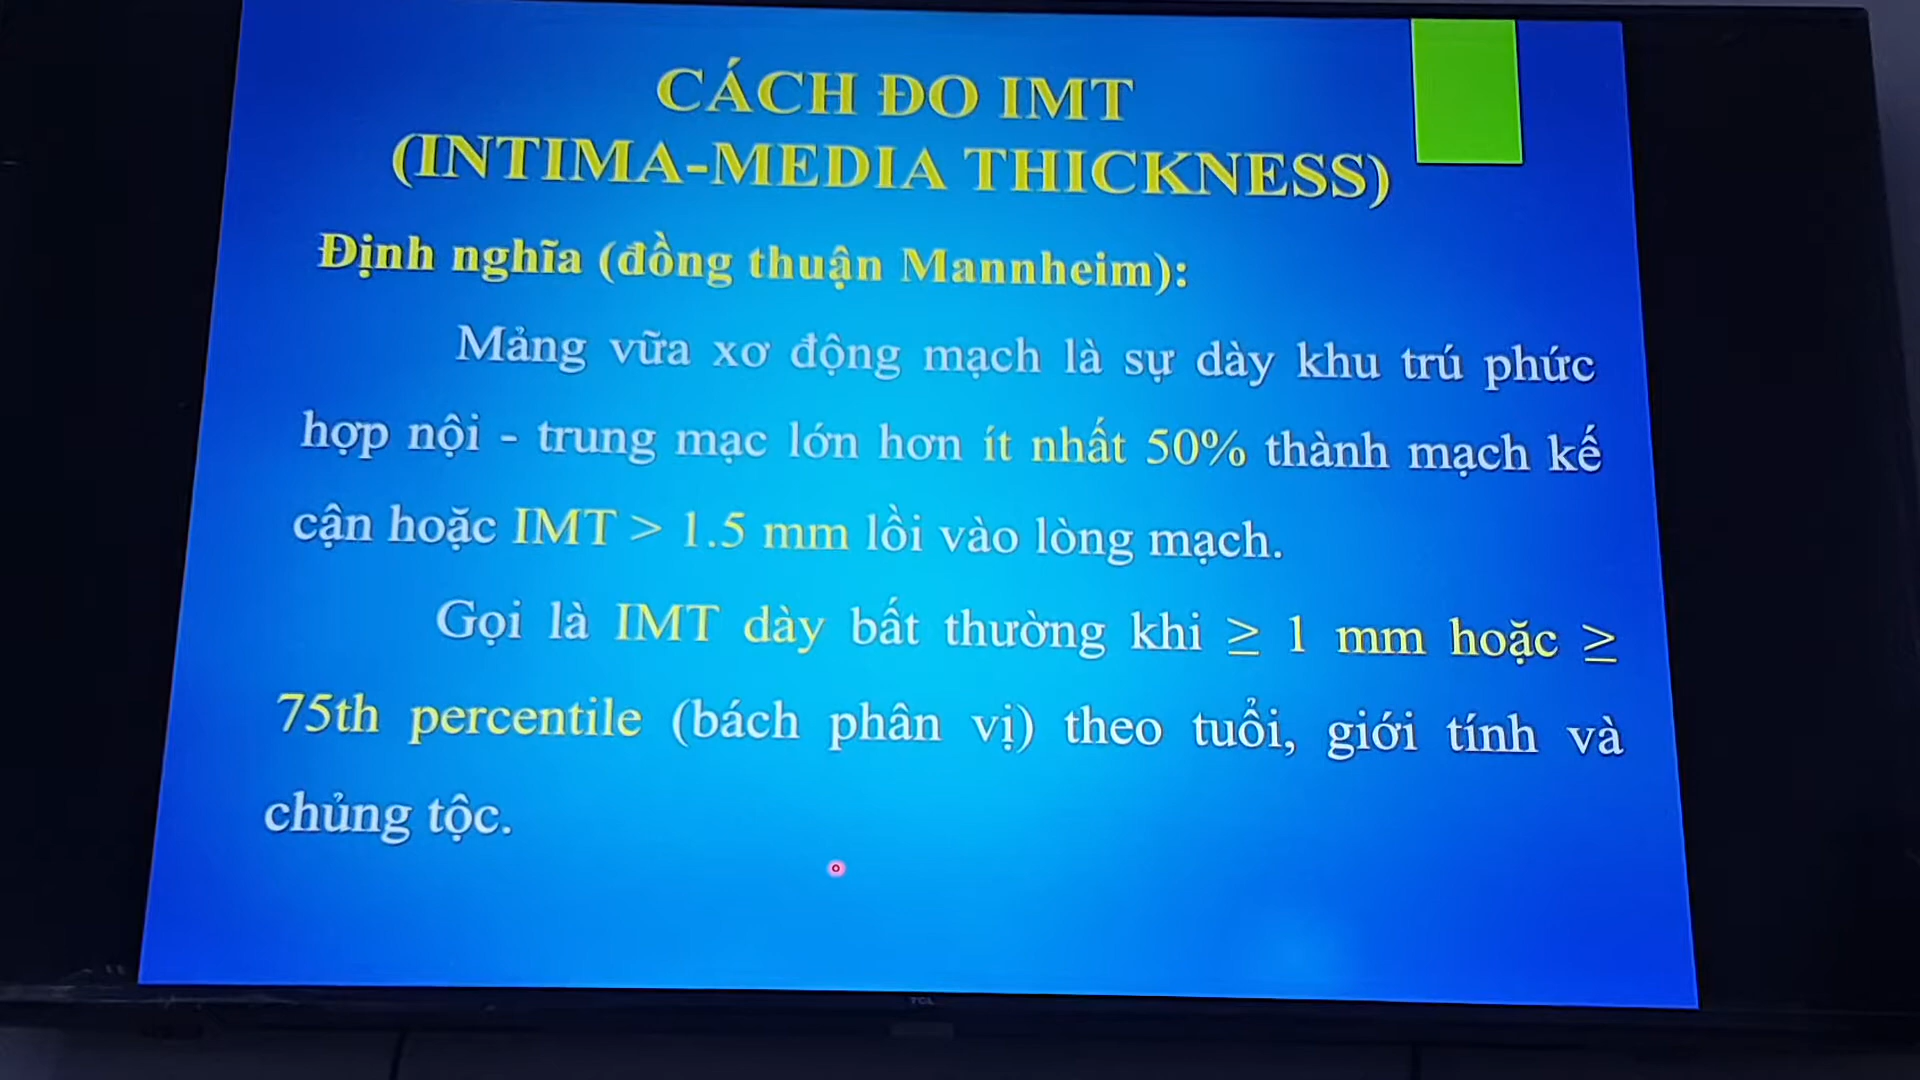 CÁCH ĐO IMT
(INTIMA-MEDIA THICKNESS)
Định nghĩa (đồng thuận Mannheim):
Mảng vữa xơ động mạch là sự dày khu trú phức
hợp nội - trung mạc lớn hơn ít nhất 50% thành mạch kế
cận hoặc IMT > 1.5 mm lồi vào lòng mạch.
Gọi là IMT dày bất thường khi ≥ 1 mm hoặc ≥
75th percentile (bách phân vị) theo tuổi, giới tính và
chủng tộc.
TCL